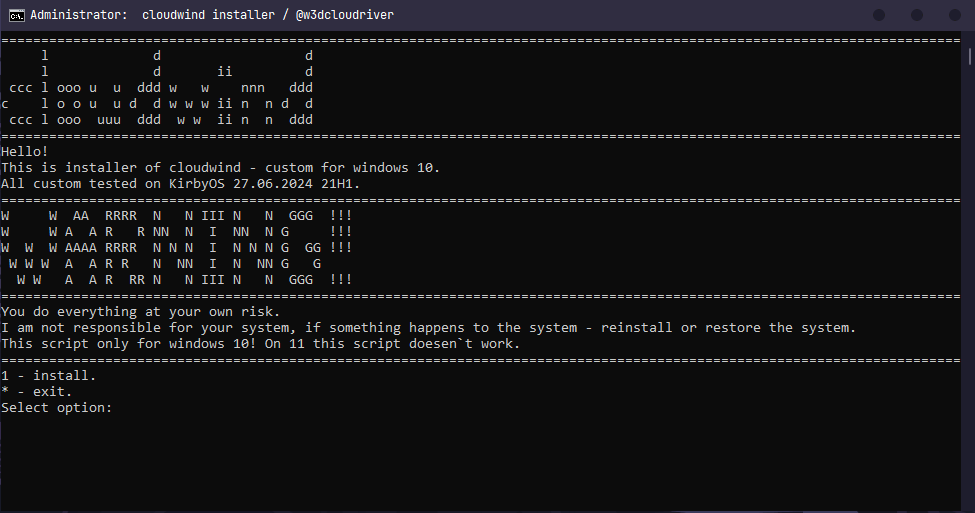 Administrator:  cloudwind installer / @w3dcloudriver
========================================================================================================================
     l             d                  d
     l             d       ii         d
 ccc l ooo u  u  ddd w   w    nnn   ddd
c    l o o u  u d  d w w w ii n  n d  d
 ccc l ooo  uuu  ddd  w w  ii n  n  ddd
========================================================================================================================
Hello!
This is installer of cloudwind - custom for windows 10.
All custom tested on KirbyOS 27.06.2024 21H1.
========================================================================================================================
W     W  AA  RRRR  N   N III N   N  GGG  !!!
W     W A  A R   R NN  N  I  NN  N G     !!!
W  W  W AAAA RRRR  N N N  I  N N N G  GG !!!
 W W W  A  A R R   N  NN  I  N  NN G   G
  W W   A  A R  RR N   N III N   N  GGG  !!!
========================================================================================================================
You do everything at your own risk.
I am not responsible for your system, if something happens to the system - reinstall or restore the system.
This script only for windows 10! On 11 this script doesen`t work.
========================================================================================================================
1 - install.
* - exit.
Select option: